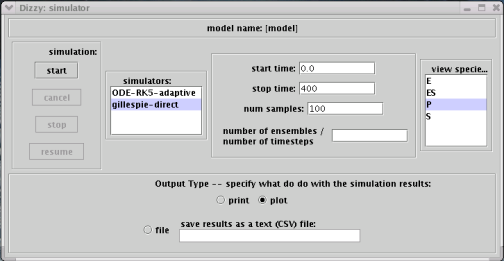 Dizzy: simulator
model name: [model]
simulation:
start
cancel
stop
resume
simulators:
ODE-RK5-adaptive
gillespie-direct
start time: 0.0
stop time: 400
num samples: 100
number of ensembles /
number of timesteps
view specie...
E
ES
P
S
Output Type -- specify what do do with the simulation results:
print plot
file save results as a text (CSV) file: